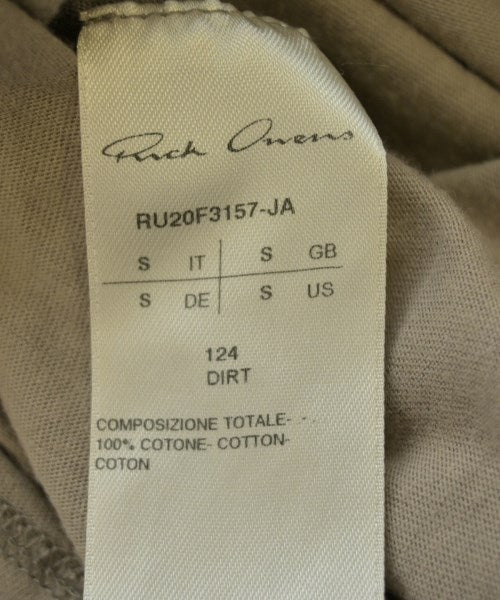 Rick Owens
RU20F3157-JA
S IT S GB
S DE S US
124
DIRT
COMPOSIZIONE TOTALE-
100% COTONE- COTTON-
COTON